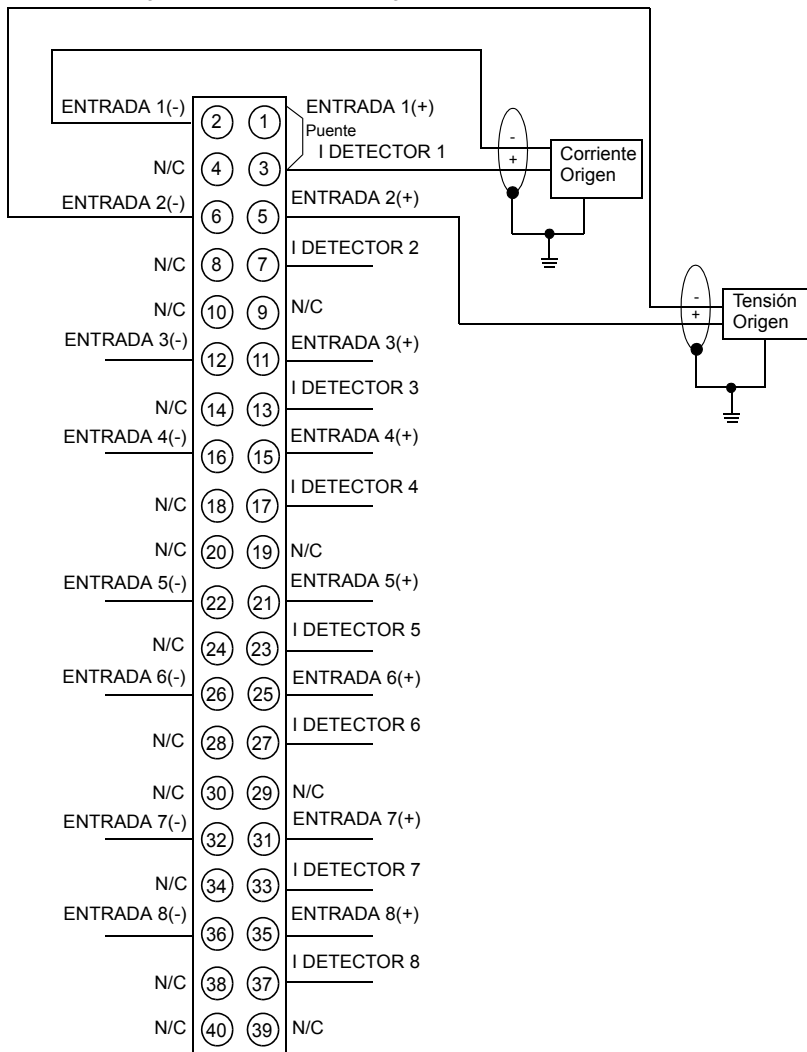 ENTRADA 1(-) 2 1 ENTRADA 1(+)
Puente
N/C 4 3 I DETECTOR 1
- +
Corriente
Origen
ENTRADA 2(-) 6 5 ENTRADA 2(+)
N/C 8 7 I DETECTOR 2
- +
Tensión
Origen
N/C 10 9 N/C
ENTRADA 3(-) 12 11 ENTRADA 3(+)
N/C 14 13 I DETECTOR 3
ENTRADA 4(-) 16 15 ENTRADA 4(+)
N/C 18 17 I DETECTOR 4
N/C 20 19 N/C
ENTRADA 5(-) 22 21 ENTRADA 5(+)
N/C 24 23 I DETECTOR 5
ENTRADA 6(-) 26 25 ENTRADA 6(+)
N/C 28 27 I DETECTOR 6
N/C 30 29 N/C
ENTRADA 7(-) 32 31 ENTRADA 7(+)
N/C 34 33 I DETECTOR 7
ENTRADA 8(-) 36 35 ENTRADA 8(+)
N/C 38 37 I DETECTOR 8
N/C 40 39 N/C